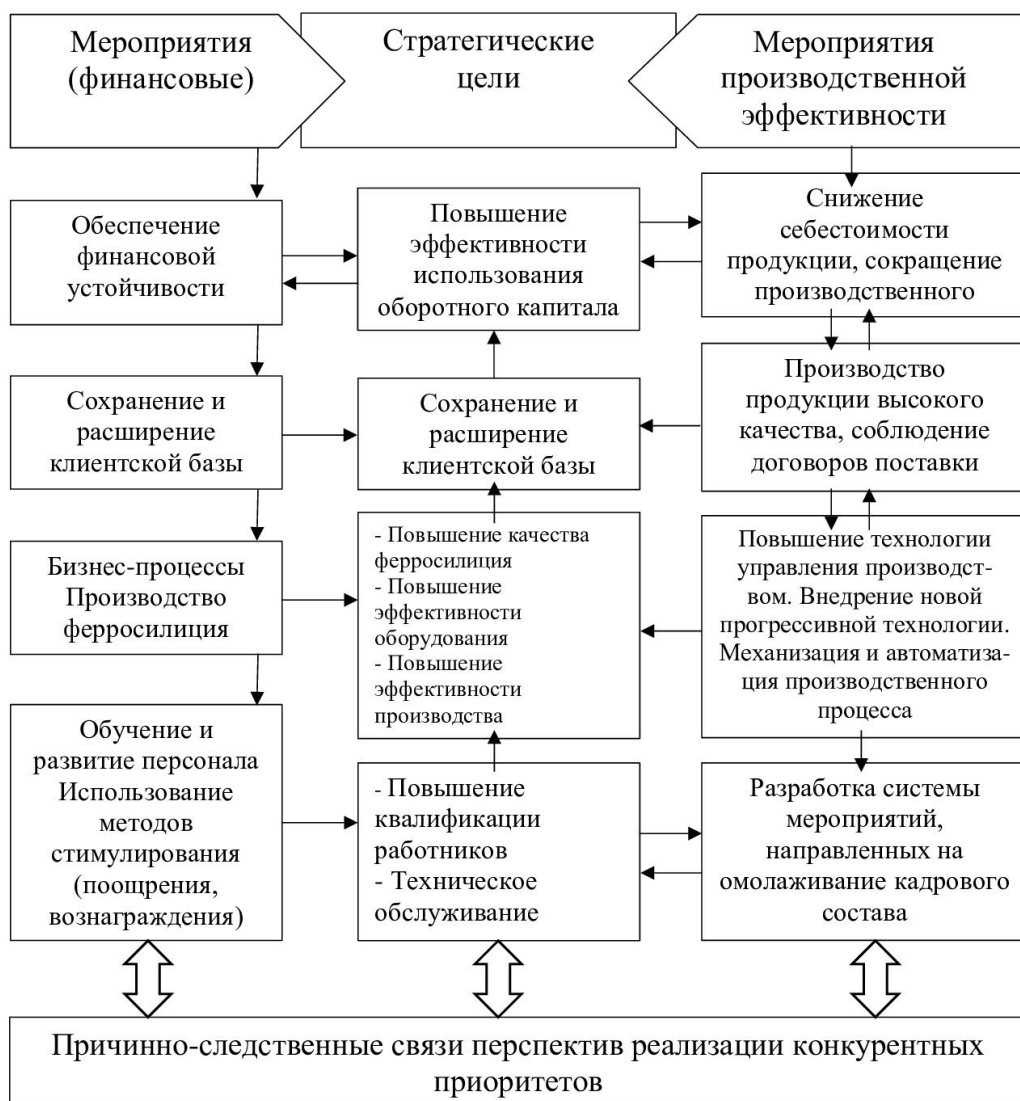 Мероприятия
(финансовые)
Стратегические
цели
Мероприятия
производственной
эффективности
Обеспечение
финансовой
устойчивости
Повышение
эффективности
использования
оборотного капитала
Снижение
себестоимости
продукции, сокращение
производственного
Сохранение и
расширение
клиентской базы
Сохранение и
расширение
клиентской базы
Производство
продукции высокого
качества, соблюдение
договоров поставки
Бизнес-процессы
Производство
ферросилиция
- Повышение качества
ферросилиция
- Повышение
эффективности
оборудования
- Повышение
эффективности
производства
Повышение технологии
управления производст-
вом. Внедрение новой
прогрессивной технологии.
Механизация и автоматиза-
ция производственного
процесса
Обучение и
развитие персонала
Использование
методов
стимулирования
(поощрения,
вознаграждения)
- Повышение
квалификации
работников
- Техническое
обслуживание
Разработка системы
мероприятий,
направленных на
омолаживание кадрового
состава
Причинно-следственные связи перспектив реализации конкурентных
приоритетов